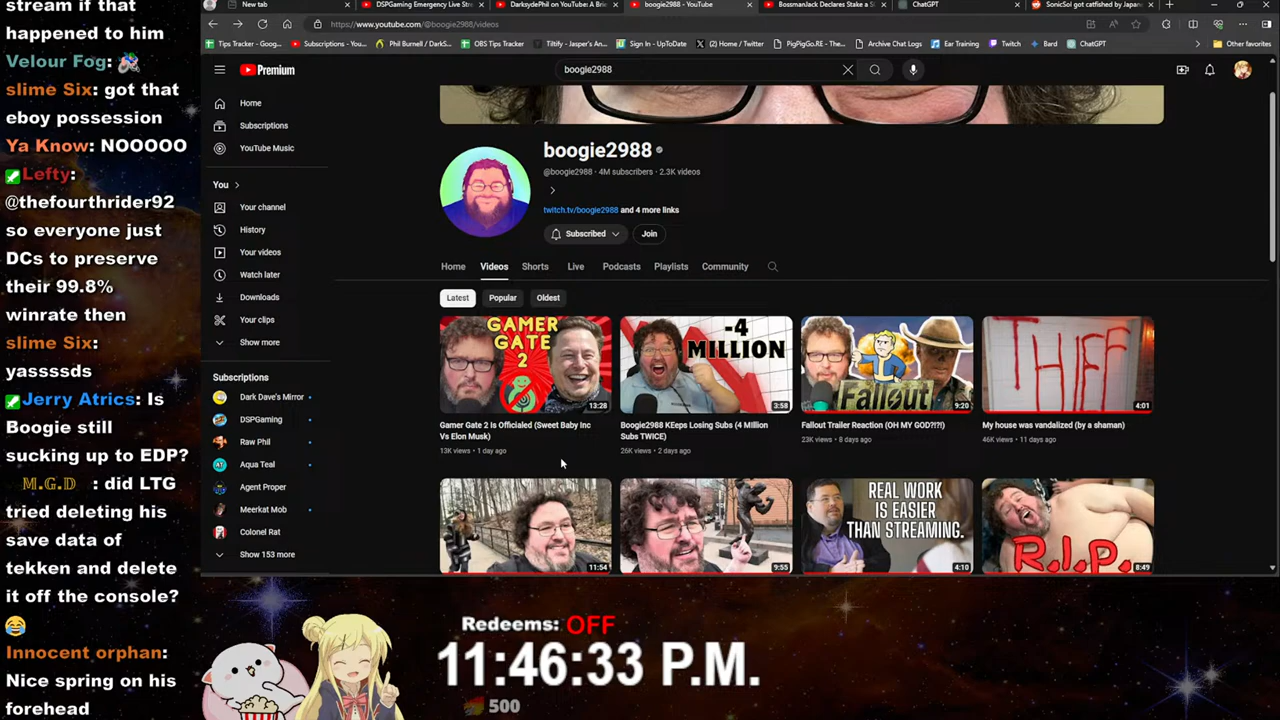 stream if that
happened to him
Velour Fog:
slime Six: got that
eboy possession
Ya Know: NOOOOO
Lefty:
@thefourthrider92
so everyone just
DCs to preserve
their 99.8%
winrate then
slime Six:
yassssds
Jerry Atrics: Is
Boogie still
sucking up to EDP?
M.G.D : did LTG
tried deleting his
save data of
tekken and delete
it off the console?
Innocent orphan:
Nice spring on his
forehead
New tab
DSPGaming Emergency Live Stre
DarksydePhil on YouTube: A Brie
boogie2988 - YouTube
BossmanJack Declares Stake a S
ChatGPT
SonicSol got catfished by Japane
https://www.youtube.com/@boogie2988/videos
Tips Tracker - Goog...
Subscriptions - You...
Phil Burnell / DarkS...
OBS Tips Tracker
Tiltify - Jasper's An...
Sign In - UpToDate
(2) Home / Twitter
PigPigGo.RE - The...
Archive Chat Logs
Ear Training
Twitch
Bard
ChatGPT
Other favorites
Premium
boogie2988
Home
Subscriptions
YouTube Music
You
Your channel
History
Your videos
Watch later
Downloads
Your clips
Show more
Subscriptions
Dark Dave's Mirror
DSPGaming
Raw Phil
Aqua Teal
Agent Proper
Meerkat Mob
Colonel Rat
Show 153 more
boogie2988
@boogie2988 · 4M subscribers · 2.3K videos
twitch.tv/boogie2988 and 4 more links
Subscribed
Join
Home Videos Shorts Live Podcasts Playlists Community
Latest Popular Oldest
GAMER
GATE
2
13:28
Gamer Gate 2 Is Officialed (Sweet Baby Inc
Vs Elon Musk)
13K views · 1 day ago
-4
MILLION
3:58
Boogie2988 KEeps Losing Subs (4 MIllion
Subs TWICE)
26K views · 2 days ago
Fallout
9:20
Fallout Trailer Reaction (OH MY GOD?!?!)
23K views · 8 days ago
THIEF
4:01
My house was vandalized (by a shaman)
46K views · 11 days ago
11:54
9:55
REAL WORK
IS EASIER
THAN STREAMING.
4:10
R.I.P.
8:49
Redeems: OFF
11:46:33 P.M.
500